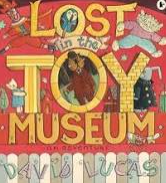 LOST
in the
TOY
MUSEUM
AN ADVENTURE
DAVID LUCAS